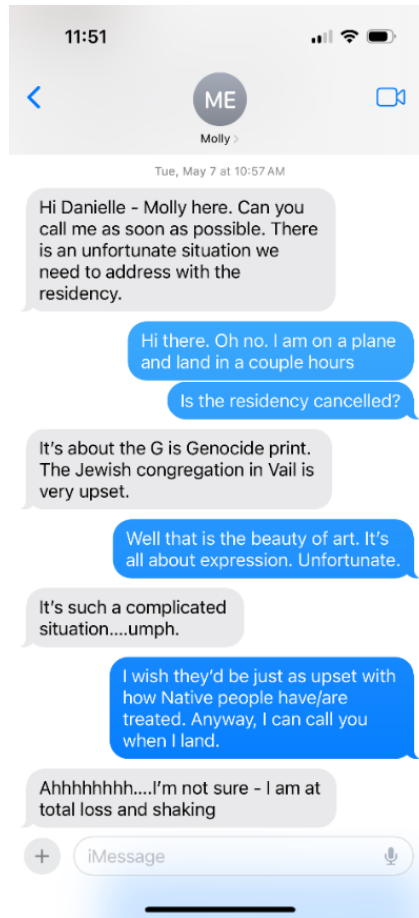 11:51
ME
Molly
Tue, May 7 at 10:57 AM
Hi Danielle - Molly here. Can you
call me as soon as possible. There
is an unfortunate situation we
need to address with the
residency.
Hi there. Oh no. I am on a plane
and land in a couple hours
Is the residency cancelled?
It's about the G is Genocide print.
The Jewish congregation in Vail is
very upset.
Well that is the beauty of art. It's
all about expression. Unfortunate.
It's such a complicated
situation....umph.
I wish they'd be just as upset with
how Native people have/are
treated. Anyway, I can call you
when I land.
Ahhhhhhhh....I'm not sure - I am at
total loss and shaking
iMessage